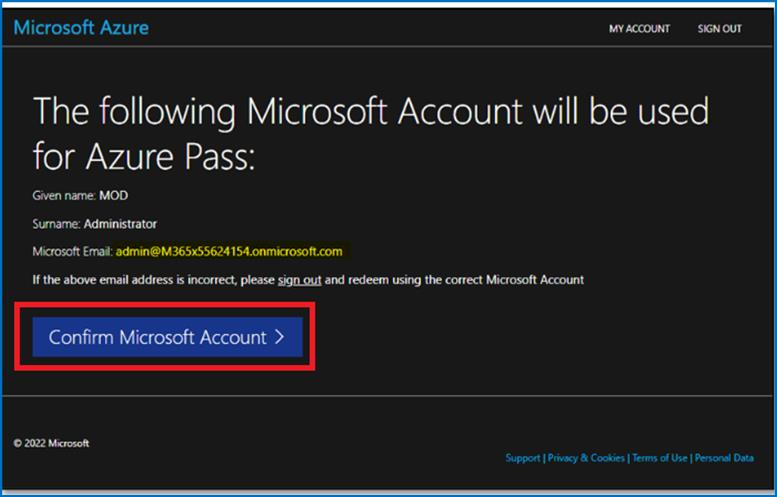 Microsoft Azure
MY ACCOUNT
SIGN OUT
The following Microsoft Account will be used
for Azure Pass:
Given name: MOD
Surname: Administrator
Microsoft Email: admin@M365x55624154.onmicrosoft.com
If the above email address is incorrect, please sign out and redeem using the correct Microsoft Account
Confirm Microsoft Account >
© 2022 Microsoft
Support | Privacy & Cookies | Terms of Use | Personal Data